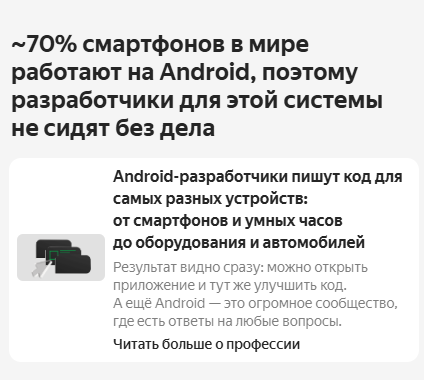 ~70% смартфонов в мире
работают на Android, поэтому
разработчики для этой системы
не сидят без дела
Android-разработчики пишут код для
самых разных устройств:
от смартфонов и умных часов
до оборудования и автомобилей
Результат видно сразу: можно открыть
приложение и тут же улучшить код.
А ещё Android — это огромное сообщество,
где есть ответы на любые вопросы.
Читать больше о профессии